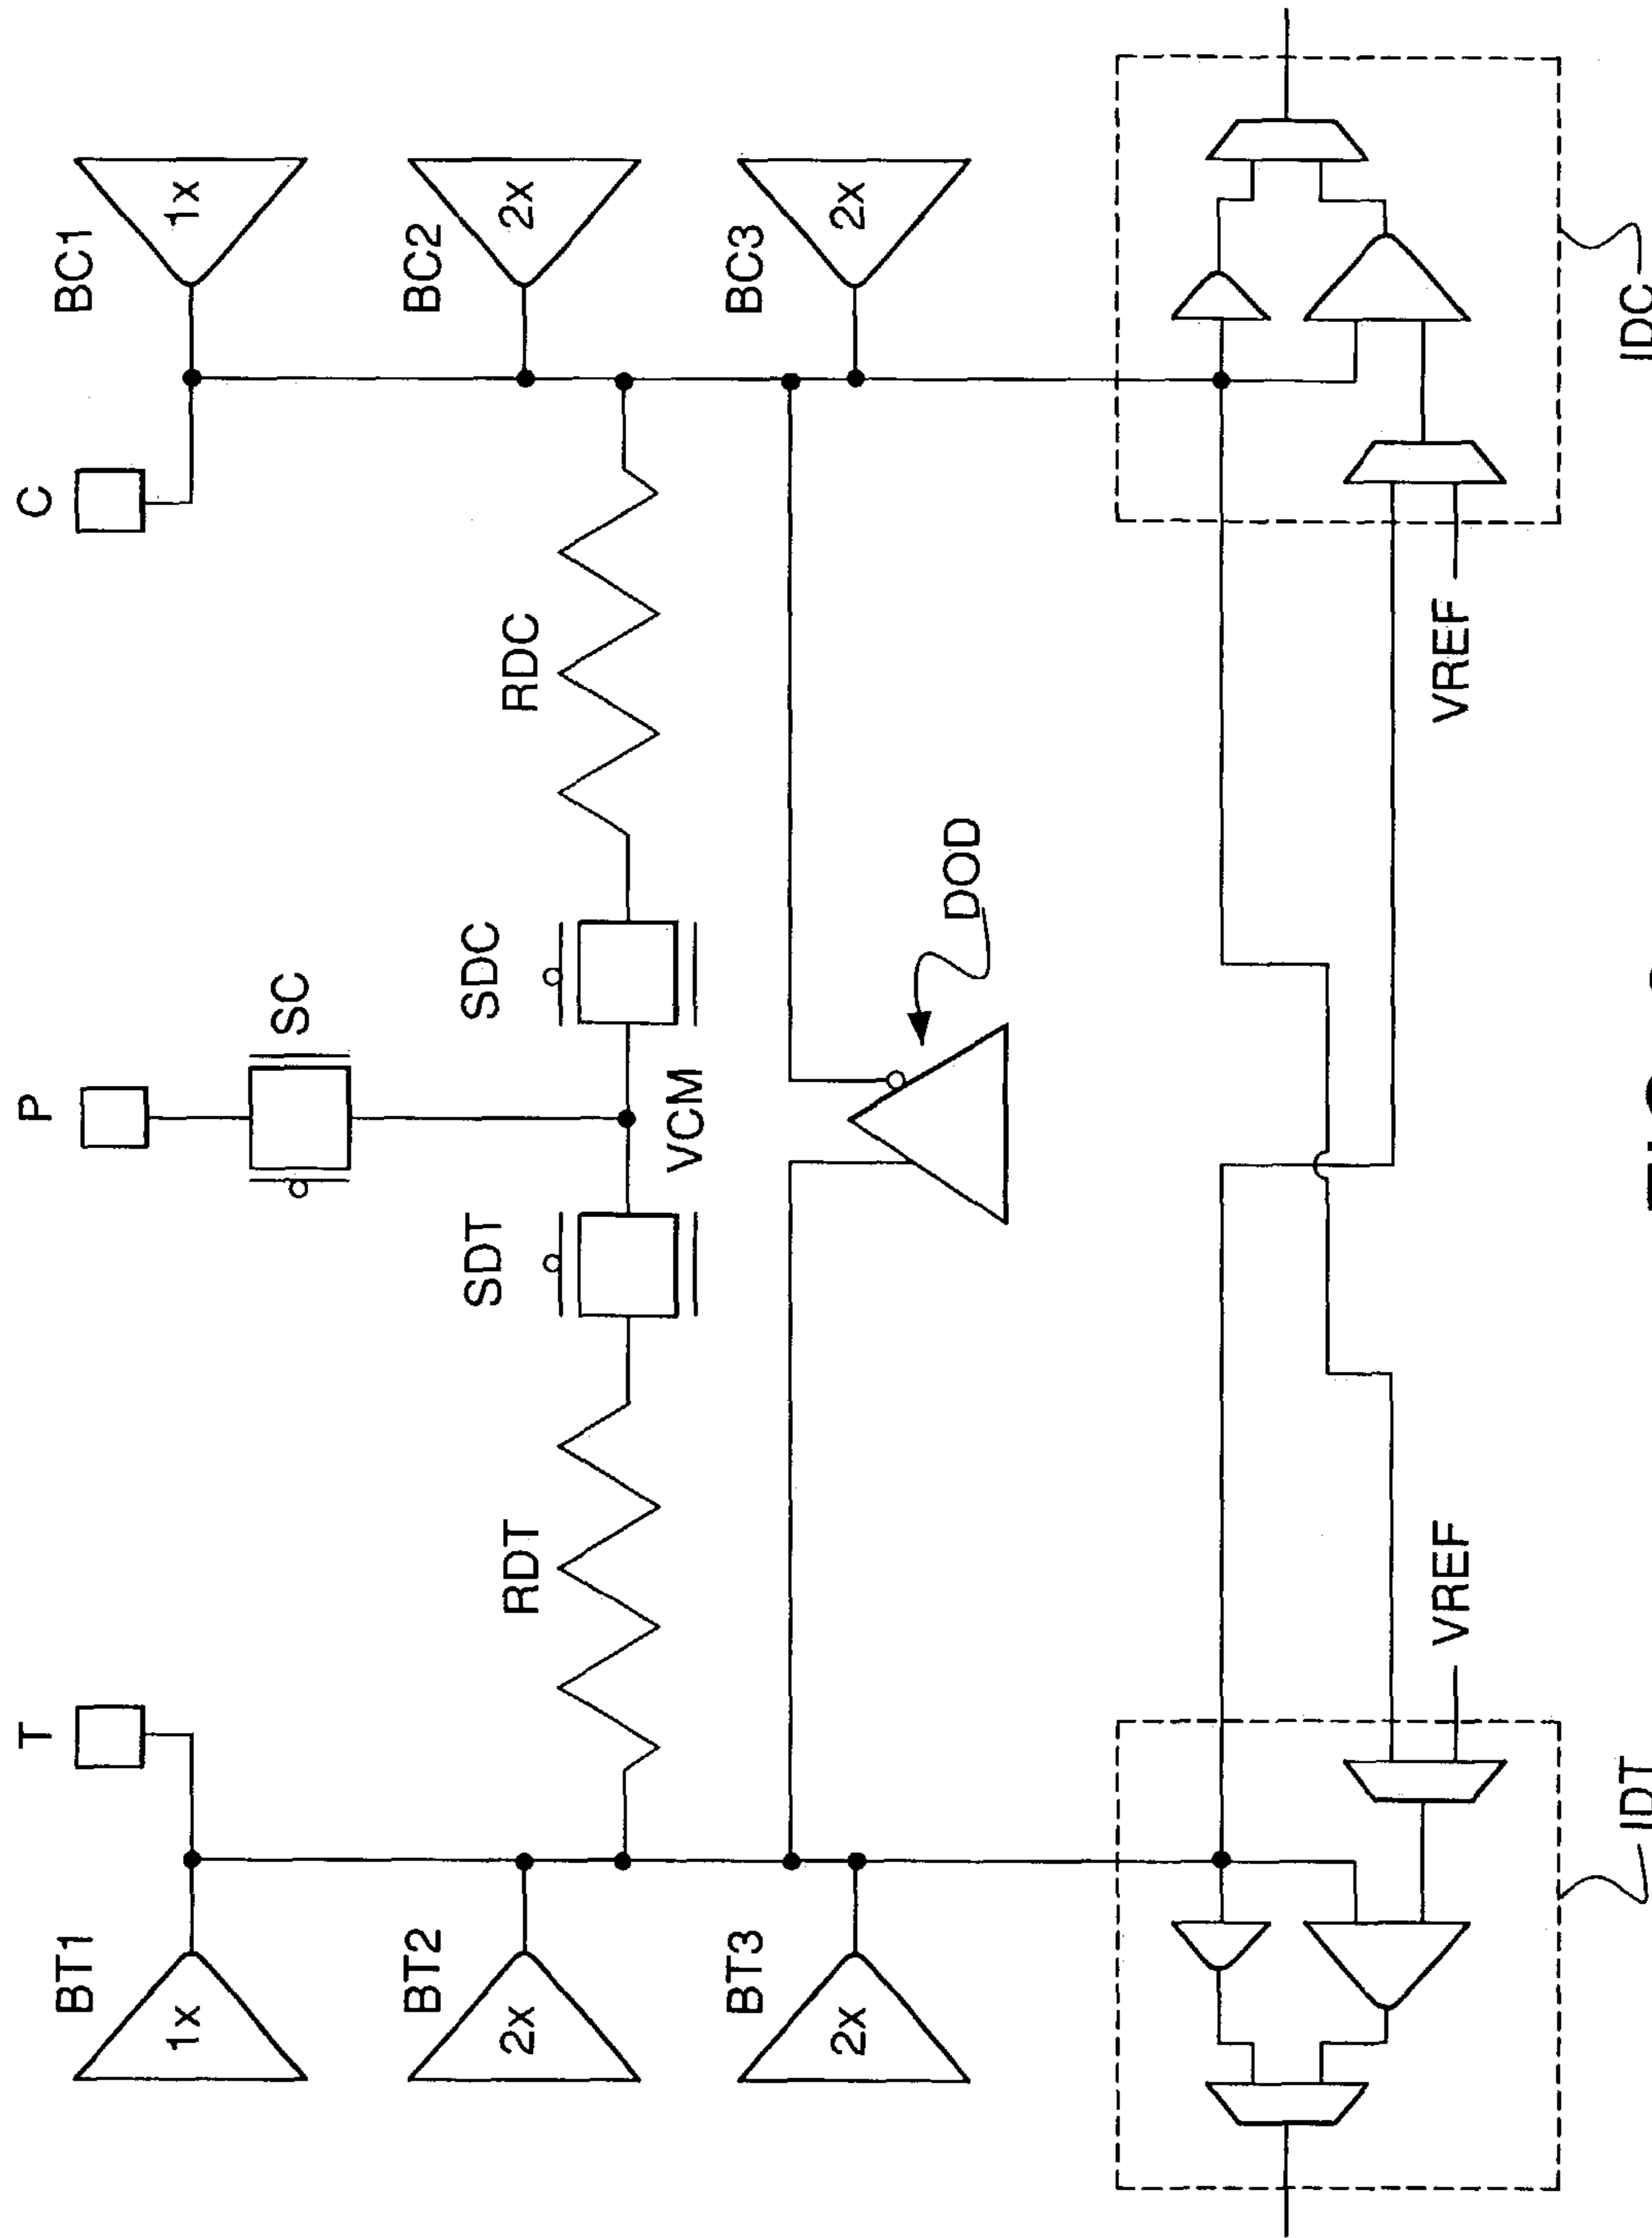 T
P
C
BT1
BC1
1x
1x
SC
BT2
BC2
SDT
SDC
2x
RDT
RDC
2x
VCM
BT3
BC3
2x
2x
DOD
VREF
VREF
IDT
IDC